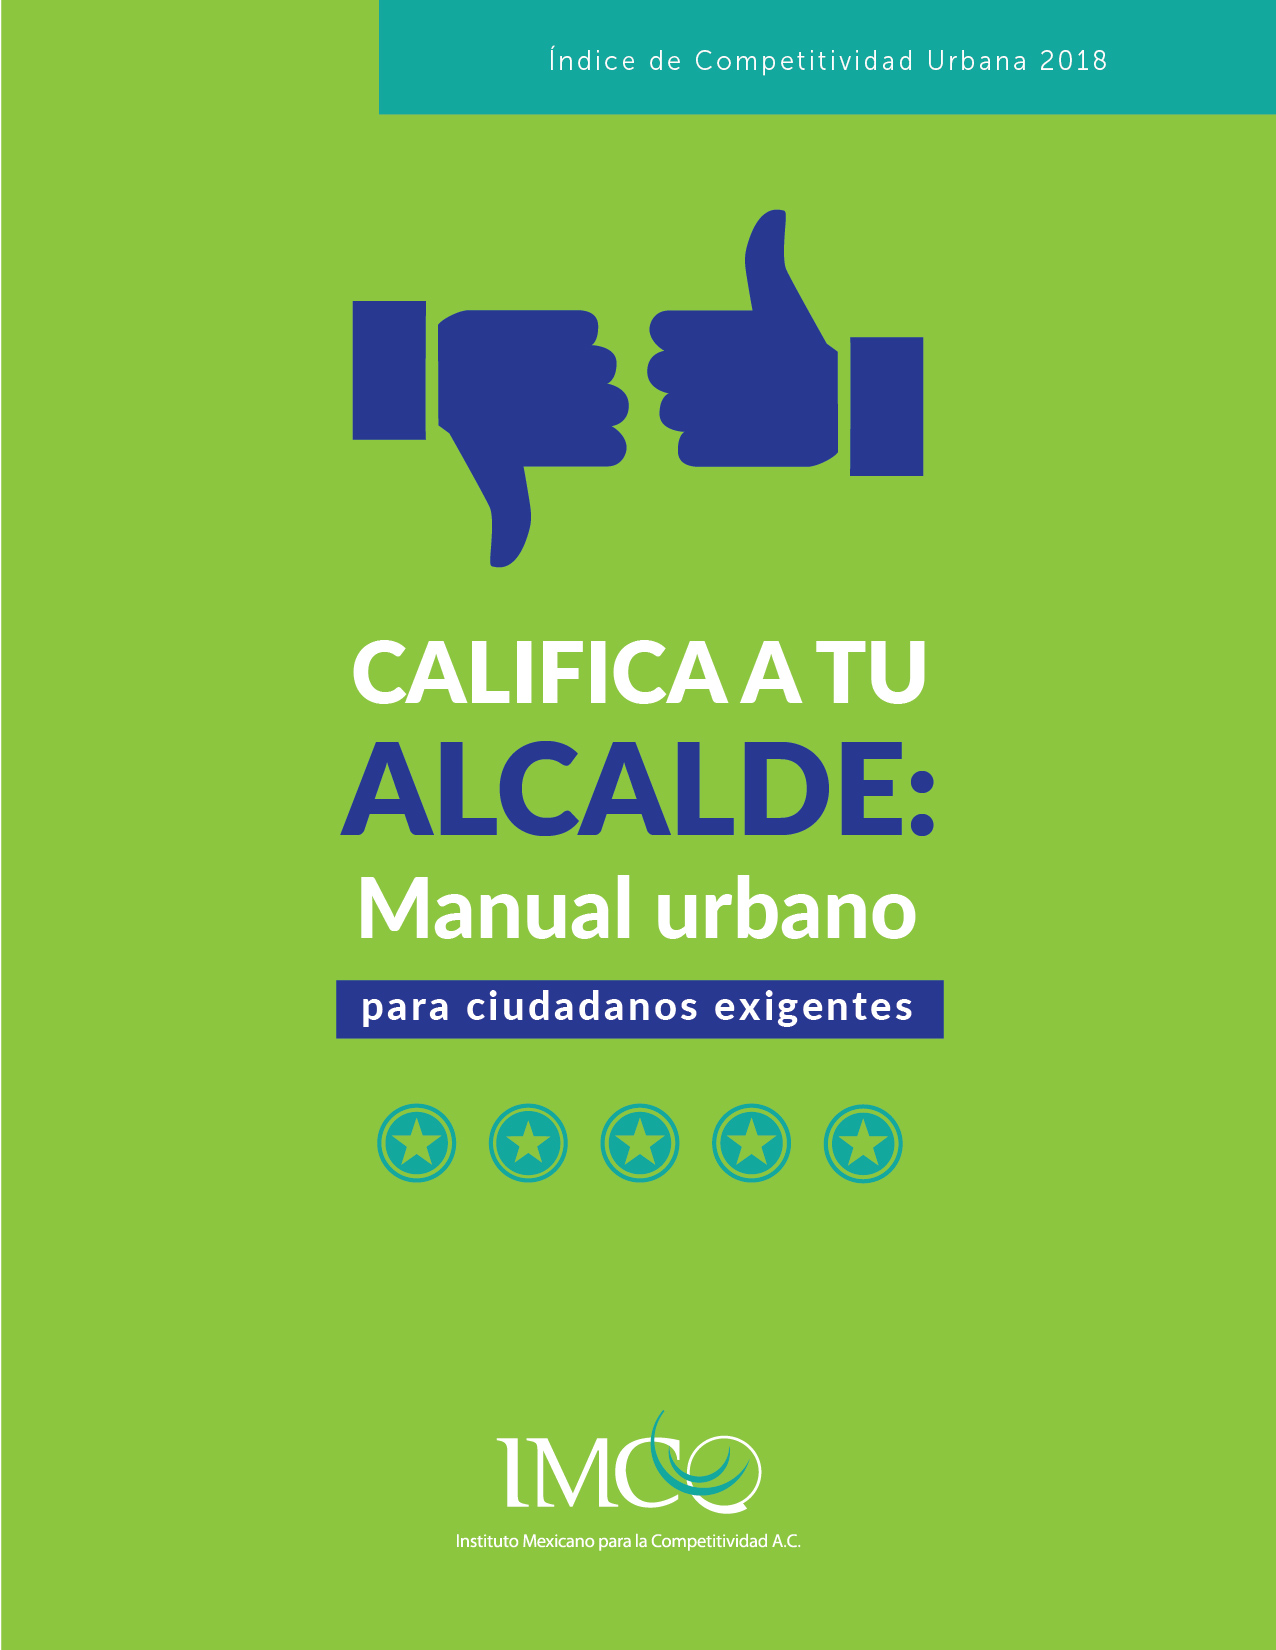 Índice de Competitividad Urbana 2018
CALIFICA A TU
ALCALDE:
Manual urbano
para ciudadanos exigentes
IMCO
Instituto Mexicano para la Competitividad A.C.